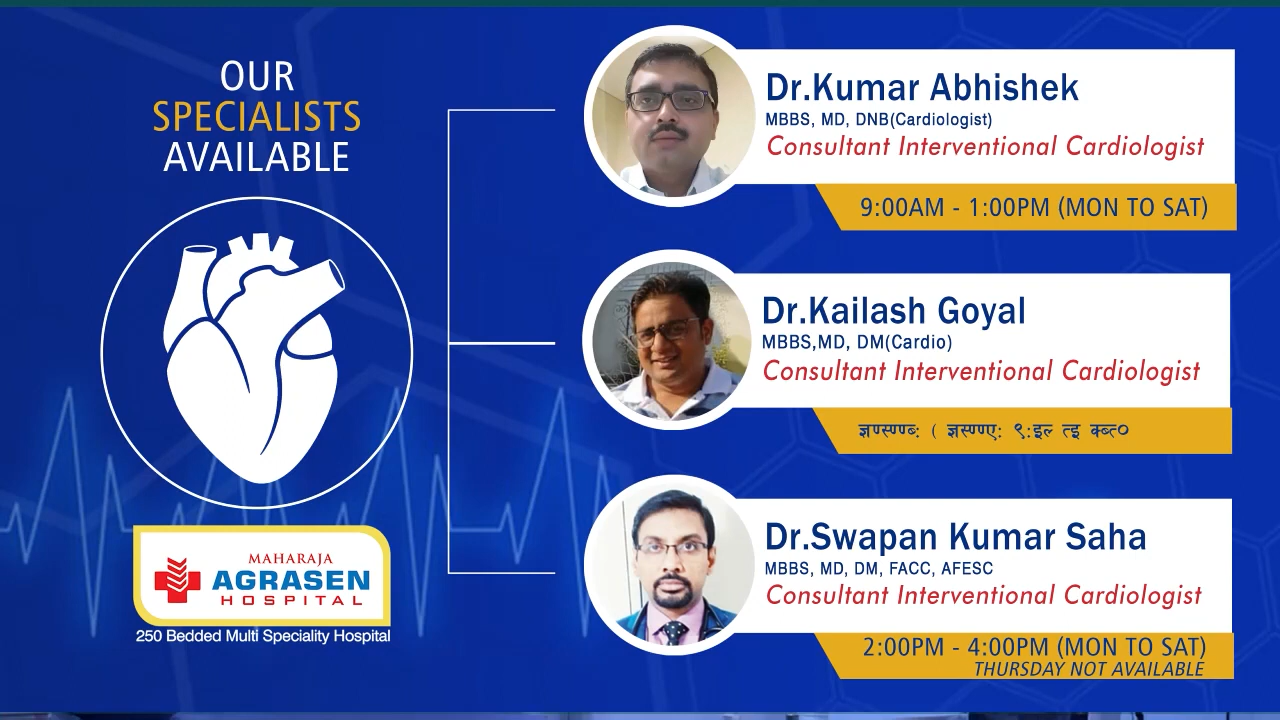 OUR
SPECIALISTS
AVAILABLE
MAHARAJA
AGRASEN
HOSPITAL
250 Bedded Multi Speciality Hospital
Dr.Kumar Abhishek
MBBS, MD, DNB(Cardiologist)
Consultant Interventional Cardiologist
9:00AM - 1:00PM (MON TO SAT)
Dr.Kailash Goyal
MBBS,MD, DM(Cardio)
Consultant Interventional Cardiologist
Dr.Swapan Kumar Saha
MBBS, MD, DM, FACC, AFESC
Consultant Interventional Cardiologist
2:00PM - 4:00PM (MON TO SAT)
THURSDAY NOT AVAILABLE